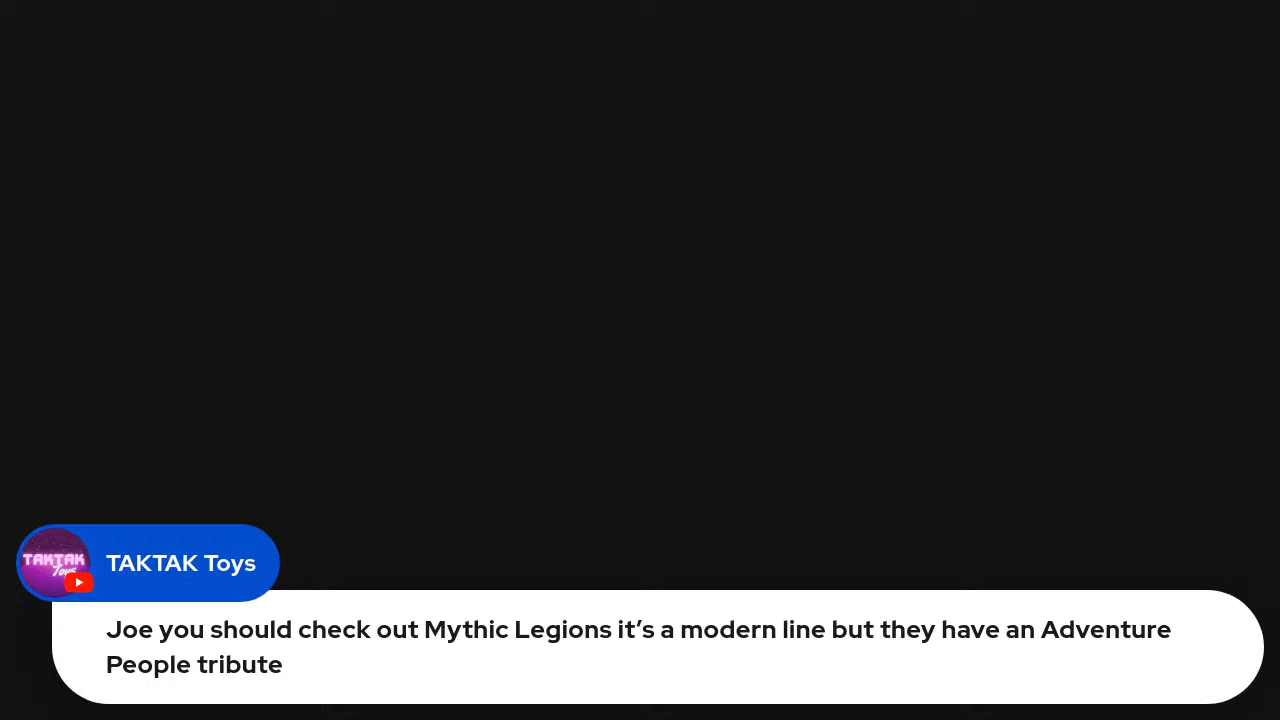 TAKTAK
Toys
TAKTAK Toys
Joe you should check out Mythic Legions it’s a modern line but they have an Adventure
People tribute